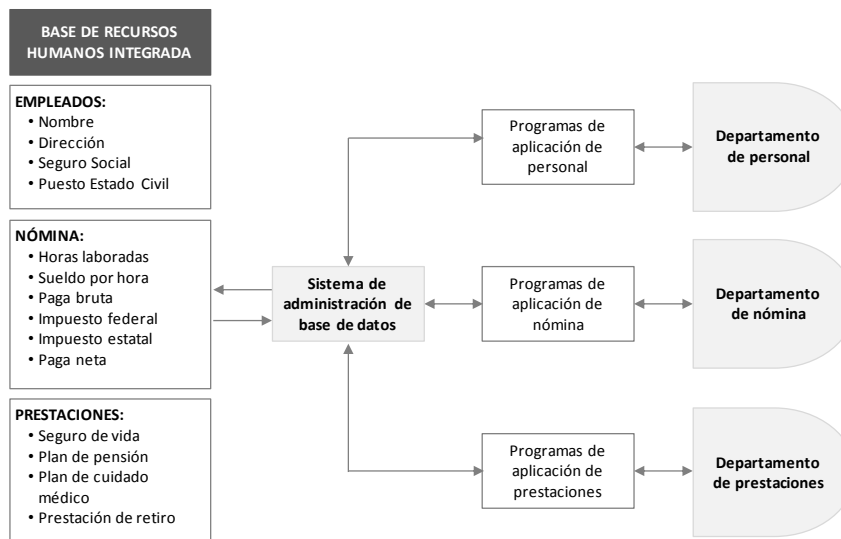 BASE DE RECURSOS
HUMANOS INTEGRADA
EMPLEADOS:
• Nombre
• Dirección
• Seguro Social
• Puesto Estado Civil
NÓMINA:
• Horas laboradas
• Sueldo por hora
• Paga bruta
• Impuesto federal
• Impuesto estatal
• Paga neta
PRESTACIONES:
• Seguro de vida
• Plan de pensión
• Plan de cuidado
médico
• Prestación de retiro
Sistema de
administración de
base de datos
Programas de
aplicación de
personal
Departamento
de personal
Programas de
aplicación de
nómina
Departamento
de nómina
Programas de
aplicación de
prestaciones
Departamento
de prestaciones